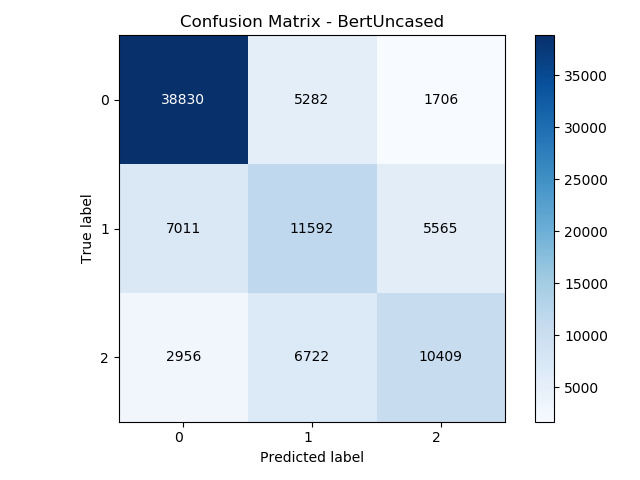 Confusion Matrix - BertUncased
0 38830 5282 1706
1 7011 11592 5565
2 2956 6722 10409
0 1 2
True label
Predicted label
35000
30000
25000
20000
15000
10000
5000